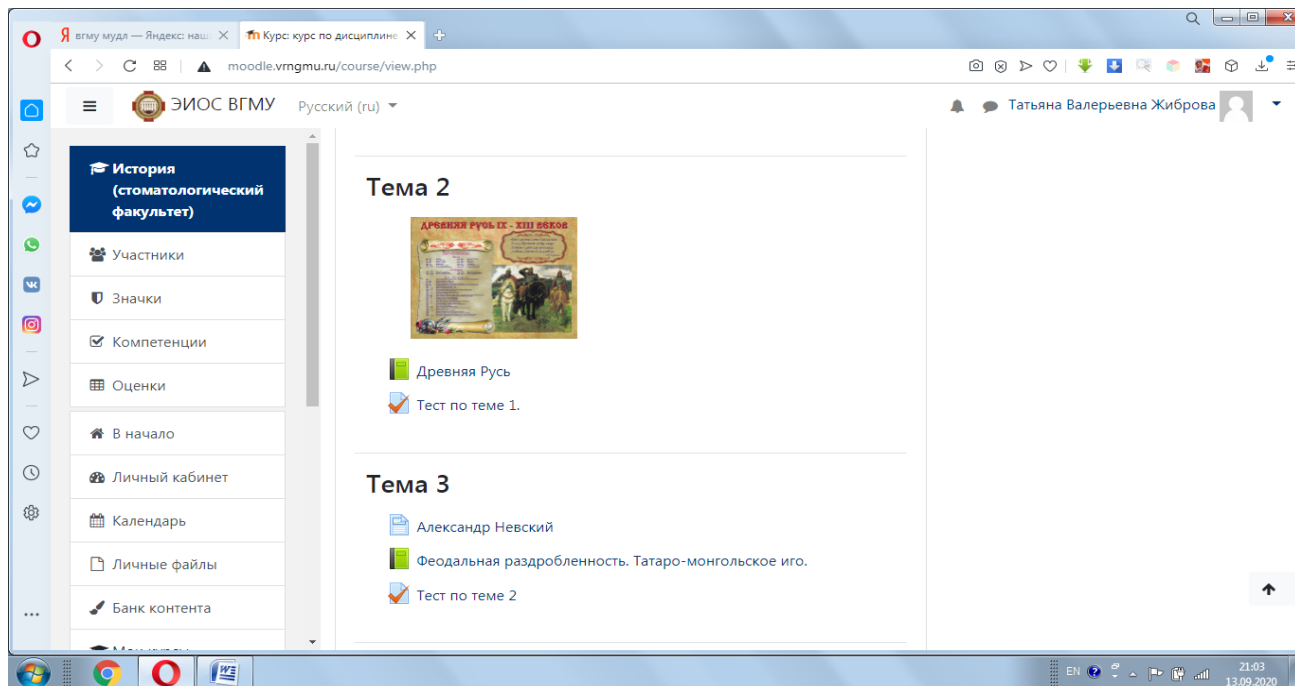 вгму мудл — Яндекс: наш
Курс: курс по дисциплине
moodle.vrngmu.ru/course/view.php
ЭИОС ВГМУ
Русский (ru)
Татьяна Валерьевна Жиброва
История
(стоматологический
факультет)
Участники
Значки
Компетенции
Оценки
В начало
Личный кабинет
Календарь
Личные файлы
Банк контента
Тема 2
ДРЕВНЯЯ РУСЬ IX - XIII ВЕКОВ
Древняя Русь
Тест по теме 1.
Тема 3
Александр Невский
Феодальная раздробленность. Татаро-монгольское иго.
Тест по теме 2
EN
21:03
13.09.2020